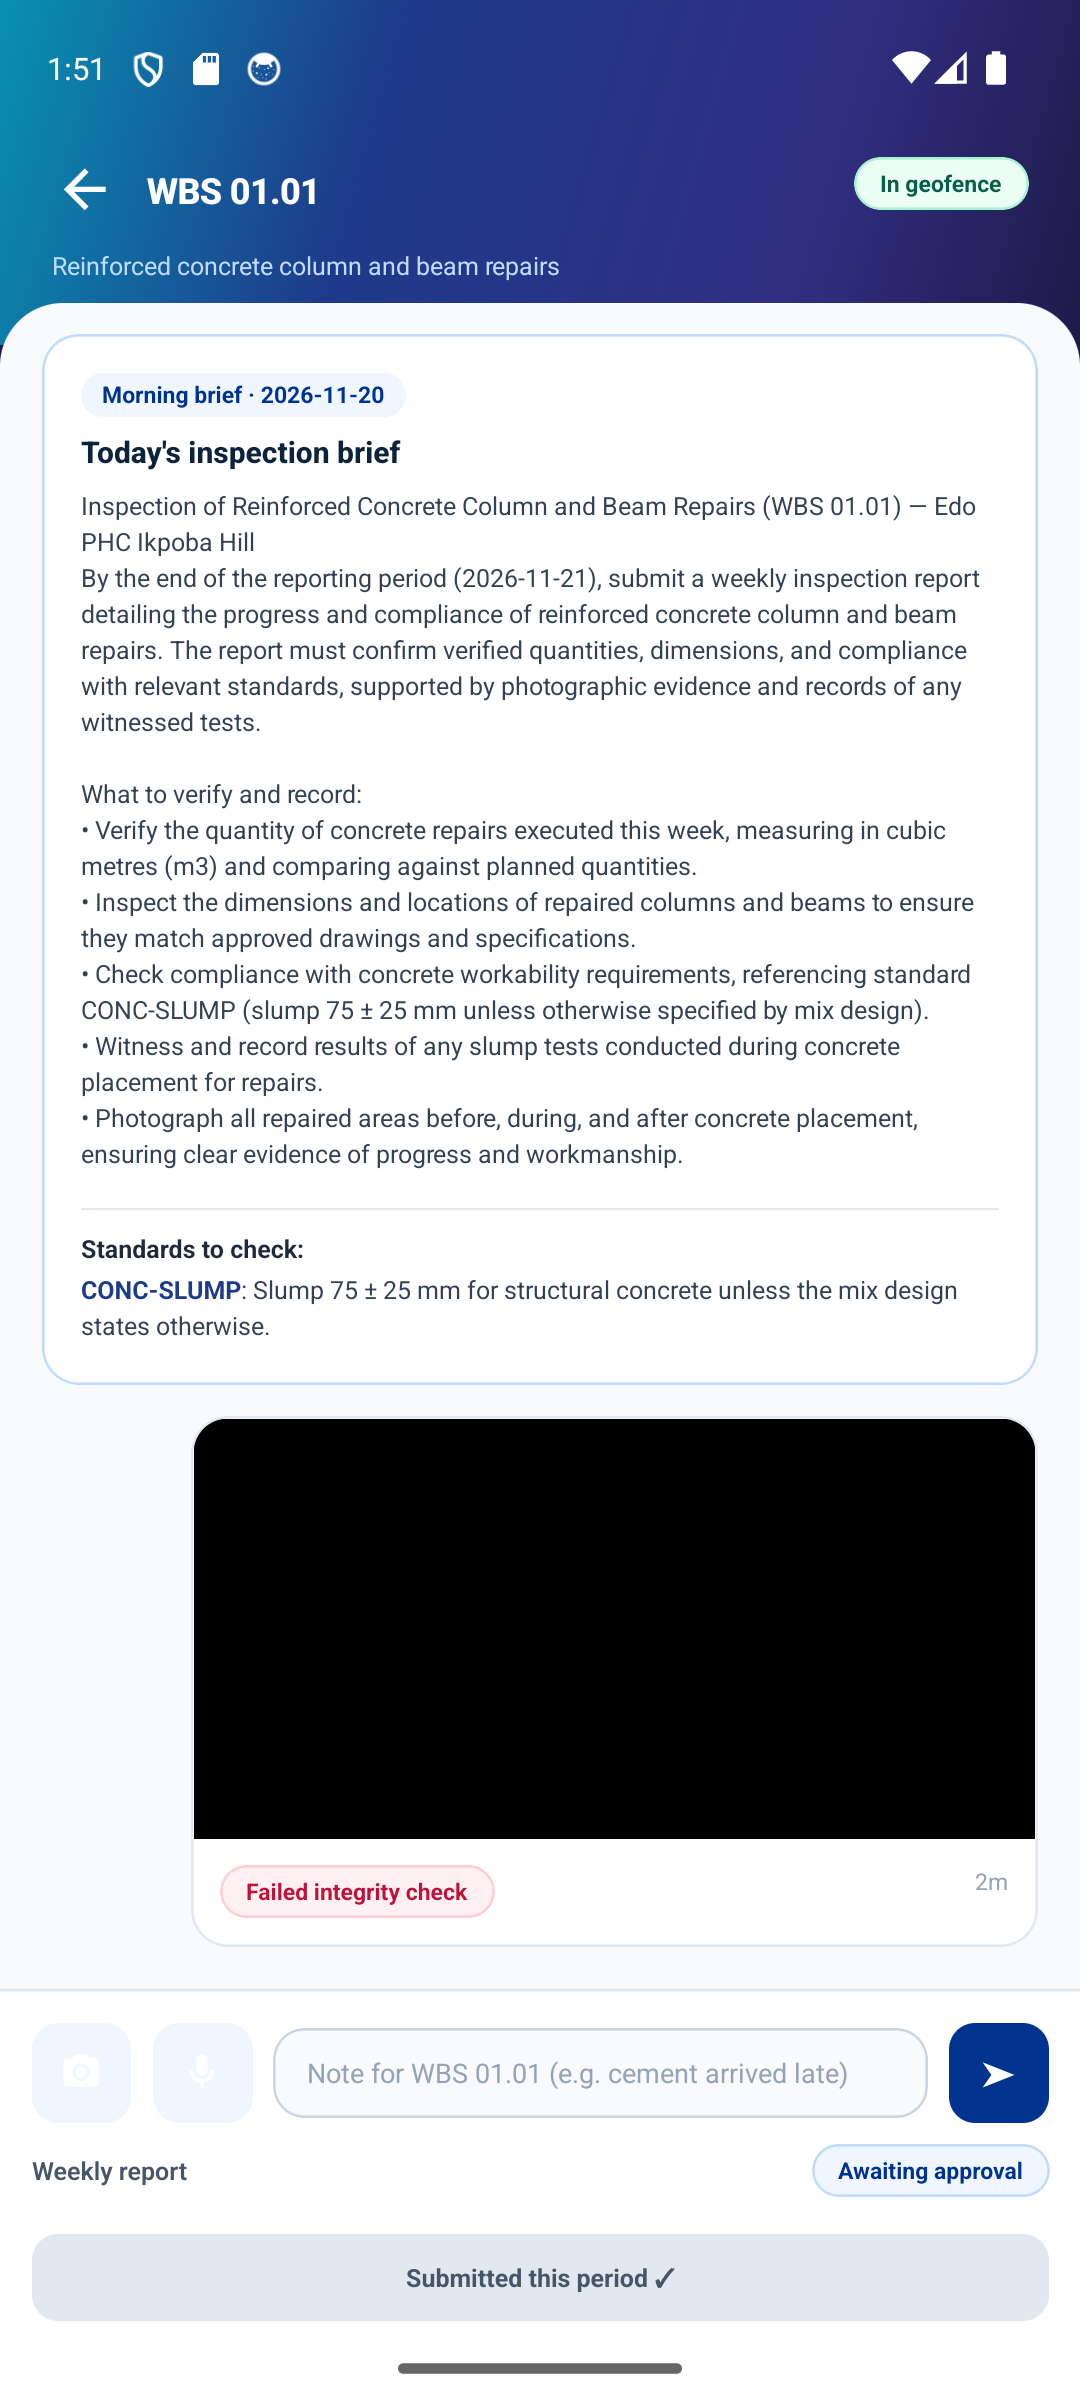 1:51
WBS 01.01
In geofence
Reinforced concrete column and beam repairs
Morning brief · 2026-11-20
Today's inspection brief
Inspection of Reinforced Concrete Column and Beam Repairs (WBS 01.01) — Edo
PHC Ikpoba Hill
By the end of the reporting period (2026-11-21), submit a weekly inspection report
detailing the progress and compliance of reinforced concrete column and beam
repairs. The report must confirm verified quantities, dimensions, and compliance
with relevant standards, supported by photographic evidence and records of any
witnessed tests.
What to verify and record:
• Verify the quantity of concrete repairs executed this week, measuring in cubic
metres (m3) and comparing against planned quantities.
• Inspect the dimensions and locations of repaired columns and beams to ensure
they match approved drawings and specifications.
• Check compliance with concrete workability requirements, referencing standard
CONC-SLUMP (slump 75 ± 25 mm unless otherwise specified by mix design).
• Witness and record results of any slump tests conducted during concrete
placement for repairs.
• Photograph all repaired areas before, during, and after concrete placement,
ensuring clear evidence of progress and workmanship.
Standards to check:
CONC-SLUMP: Slump 75 ± 25 mm for structural concrete unless the mix design
states otherwise.
Failed integrity check
2m
Note for WBS 01.01 (e.g. cement arrived late)
Weekly report
Awaiting approval
Submitted this period ✓